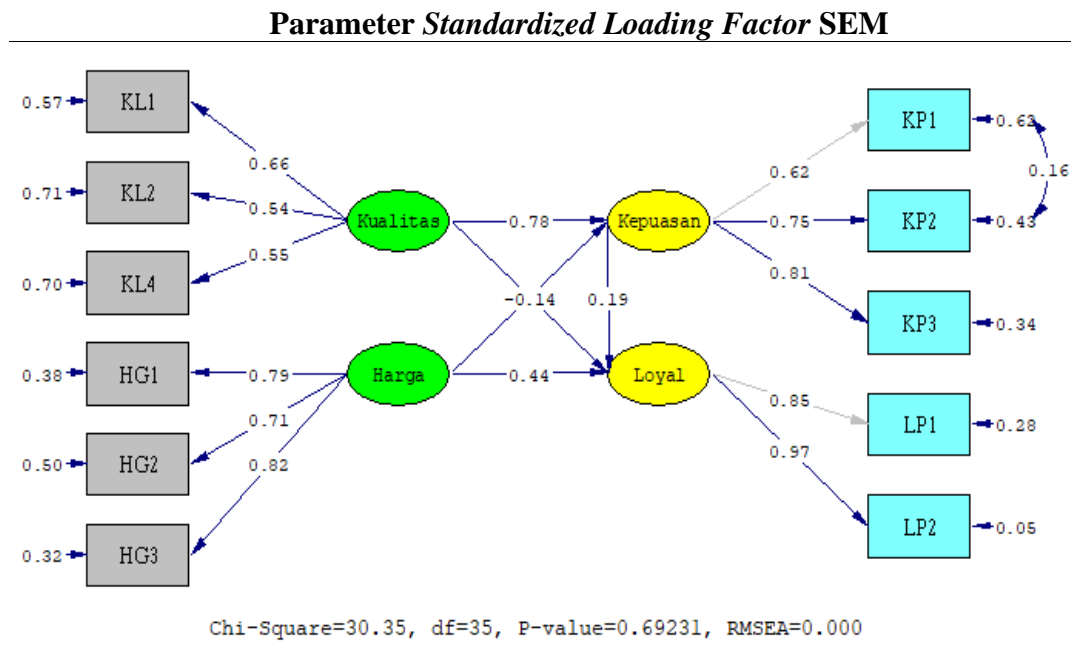 Parameter Standardized Loading Factor SEM
0.57 KL1
0.71 KL2
0.70 KL4
0.38 HG1
0.50 HG2
0.32 HG3
0.66
0.54
0.55
0.79
0.71
0.82
Kualitas
Harga
0.78
-0.14
0.19
0.44
Kepuasan
Loyal
0.62
0.75
0.81
0.85
0.97
KP1 0.62
KP2 0.43
0.16
KP3 0.34
LP1 0.28
LP2 0.05
Chi-Square=30.35, df=35, P-value=0.69231, RMSEA=0.000